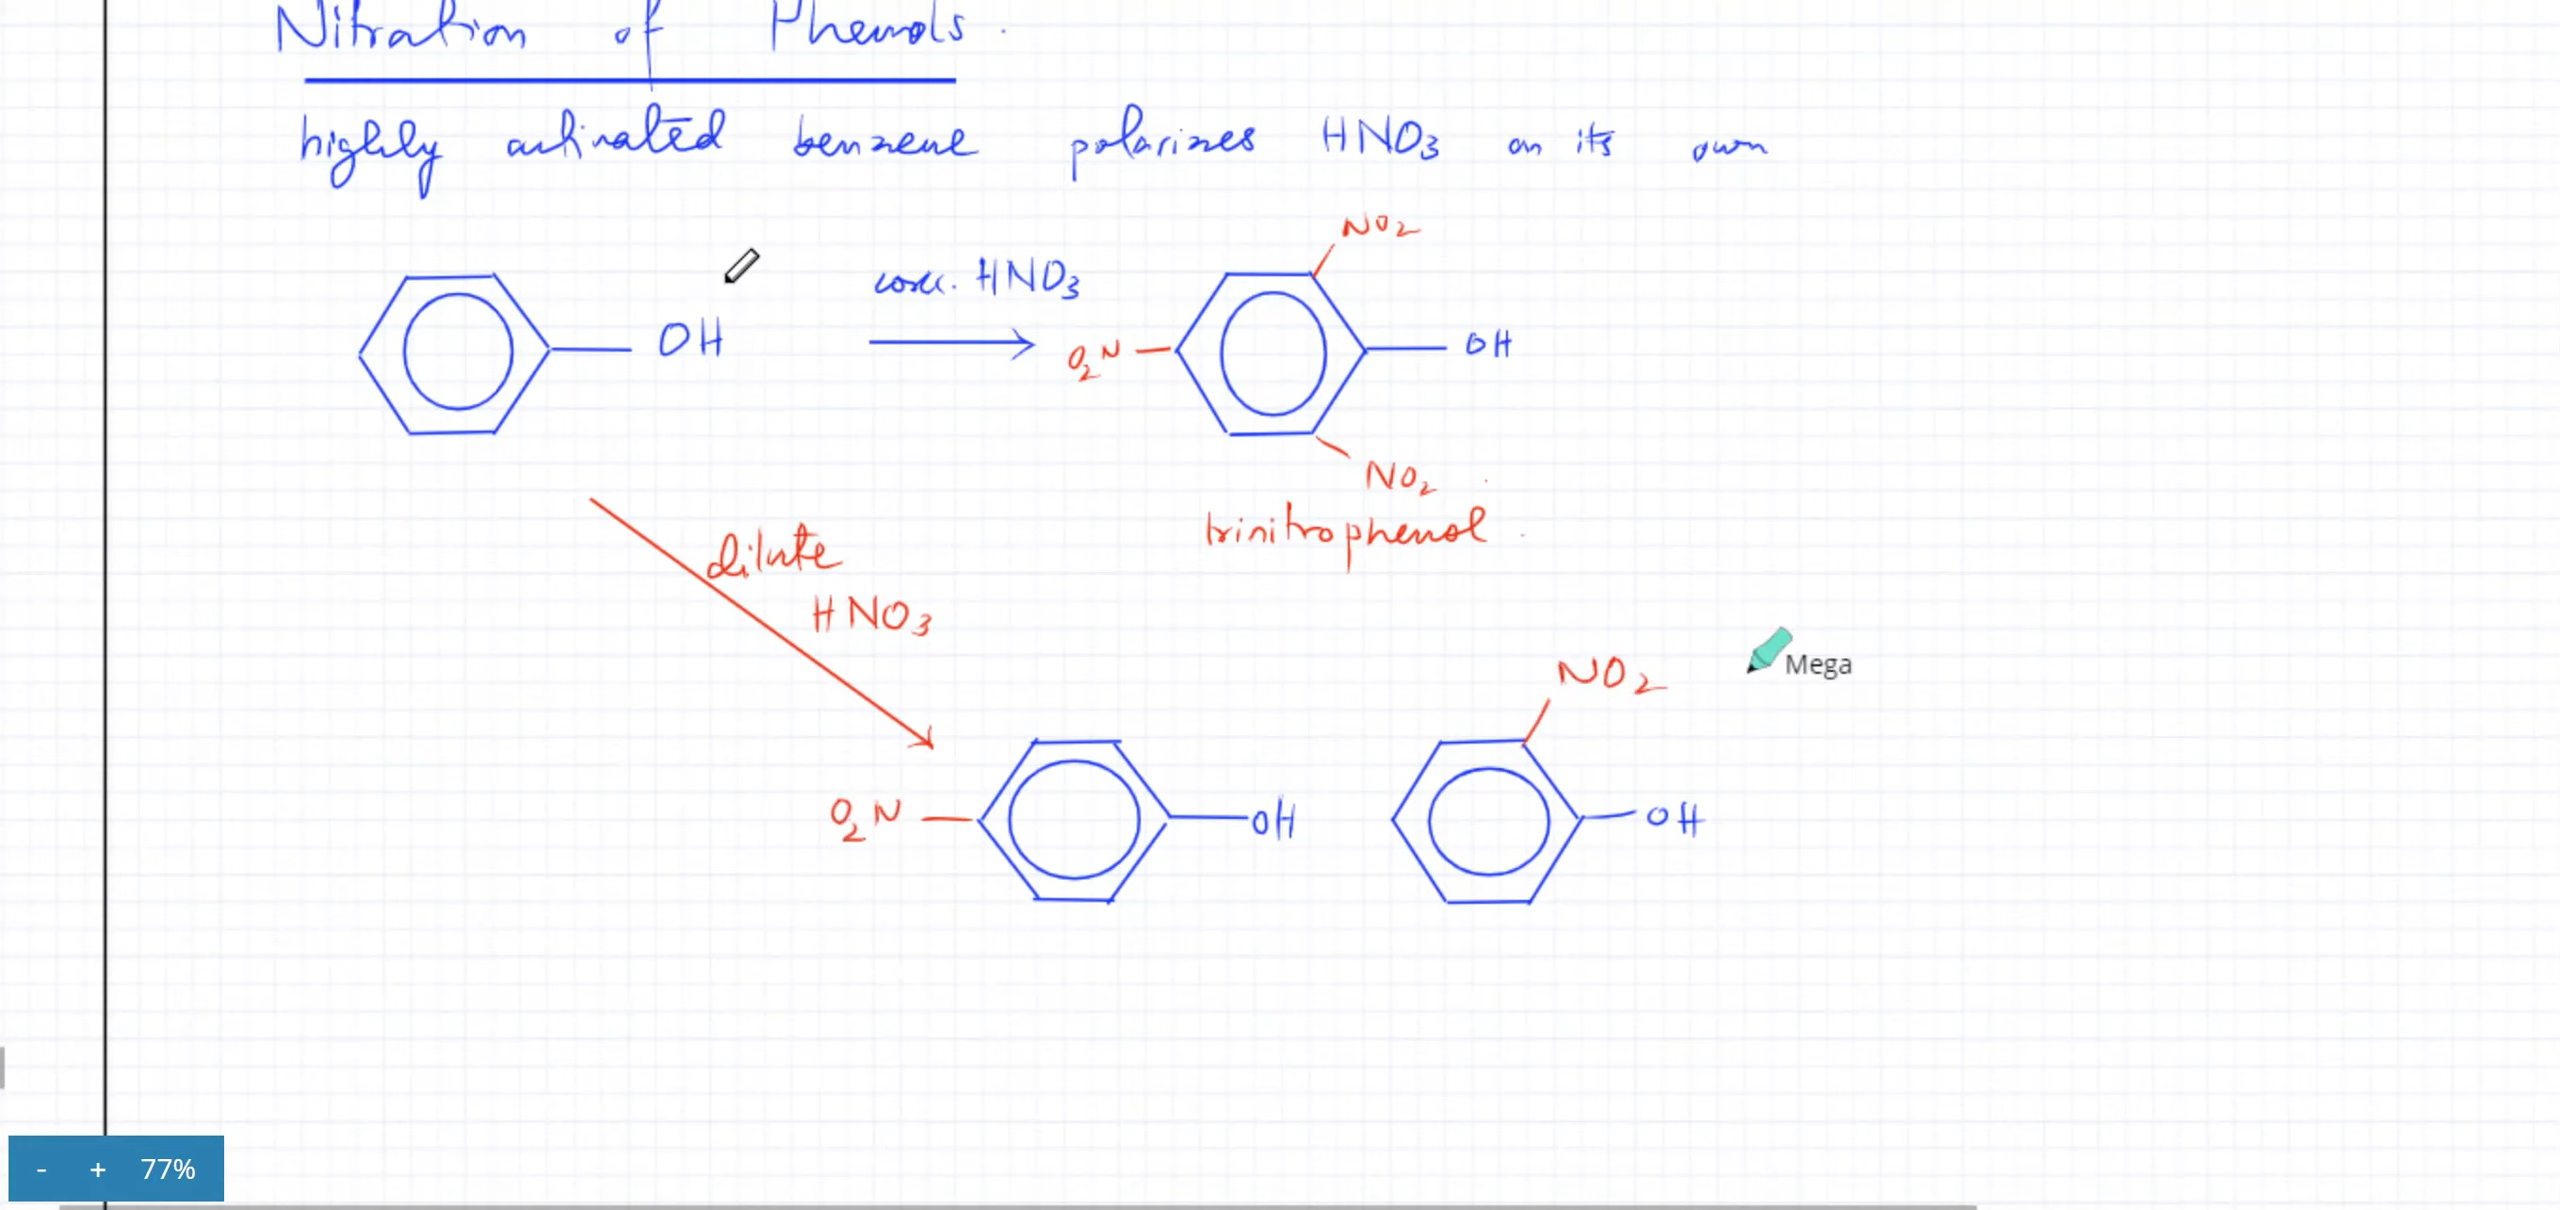 Nitration of Phenols.
highly activated benzene polarizes HNO3 on its own
NO2
conc. HNO3
OH
O2N
OH
NO2
trinitrophenol
dilute
HNO3
NO2
Mega
O2N
OH
OH
- + 77%